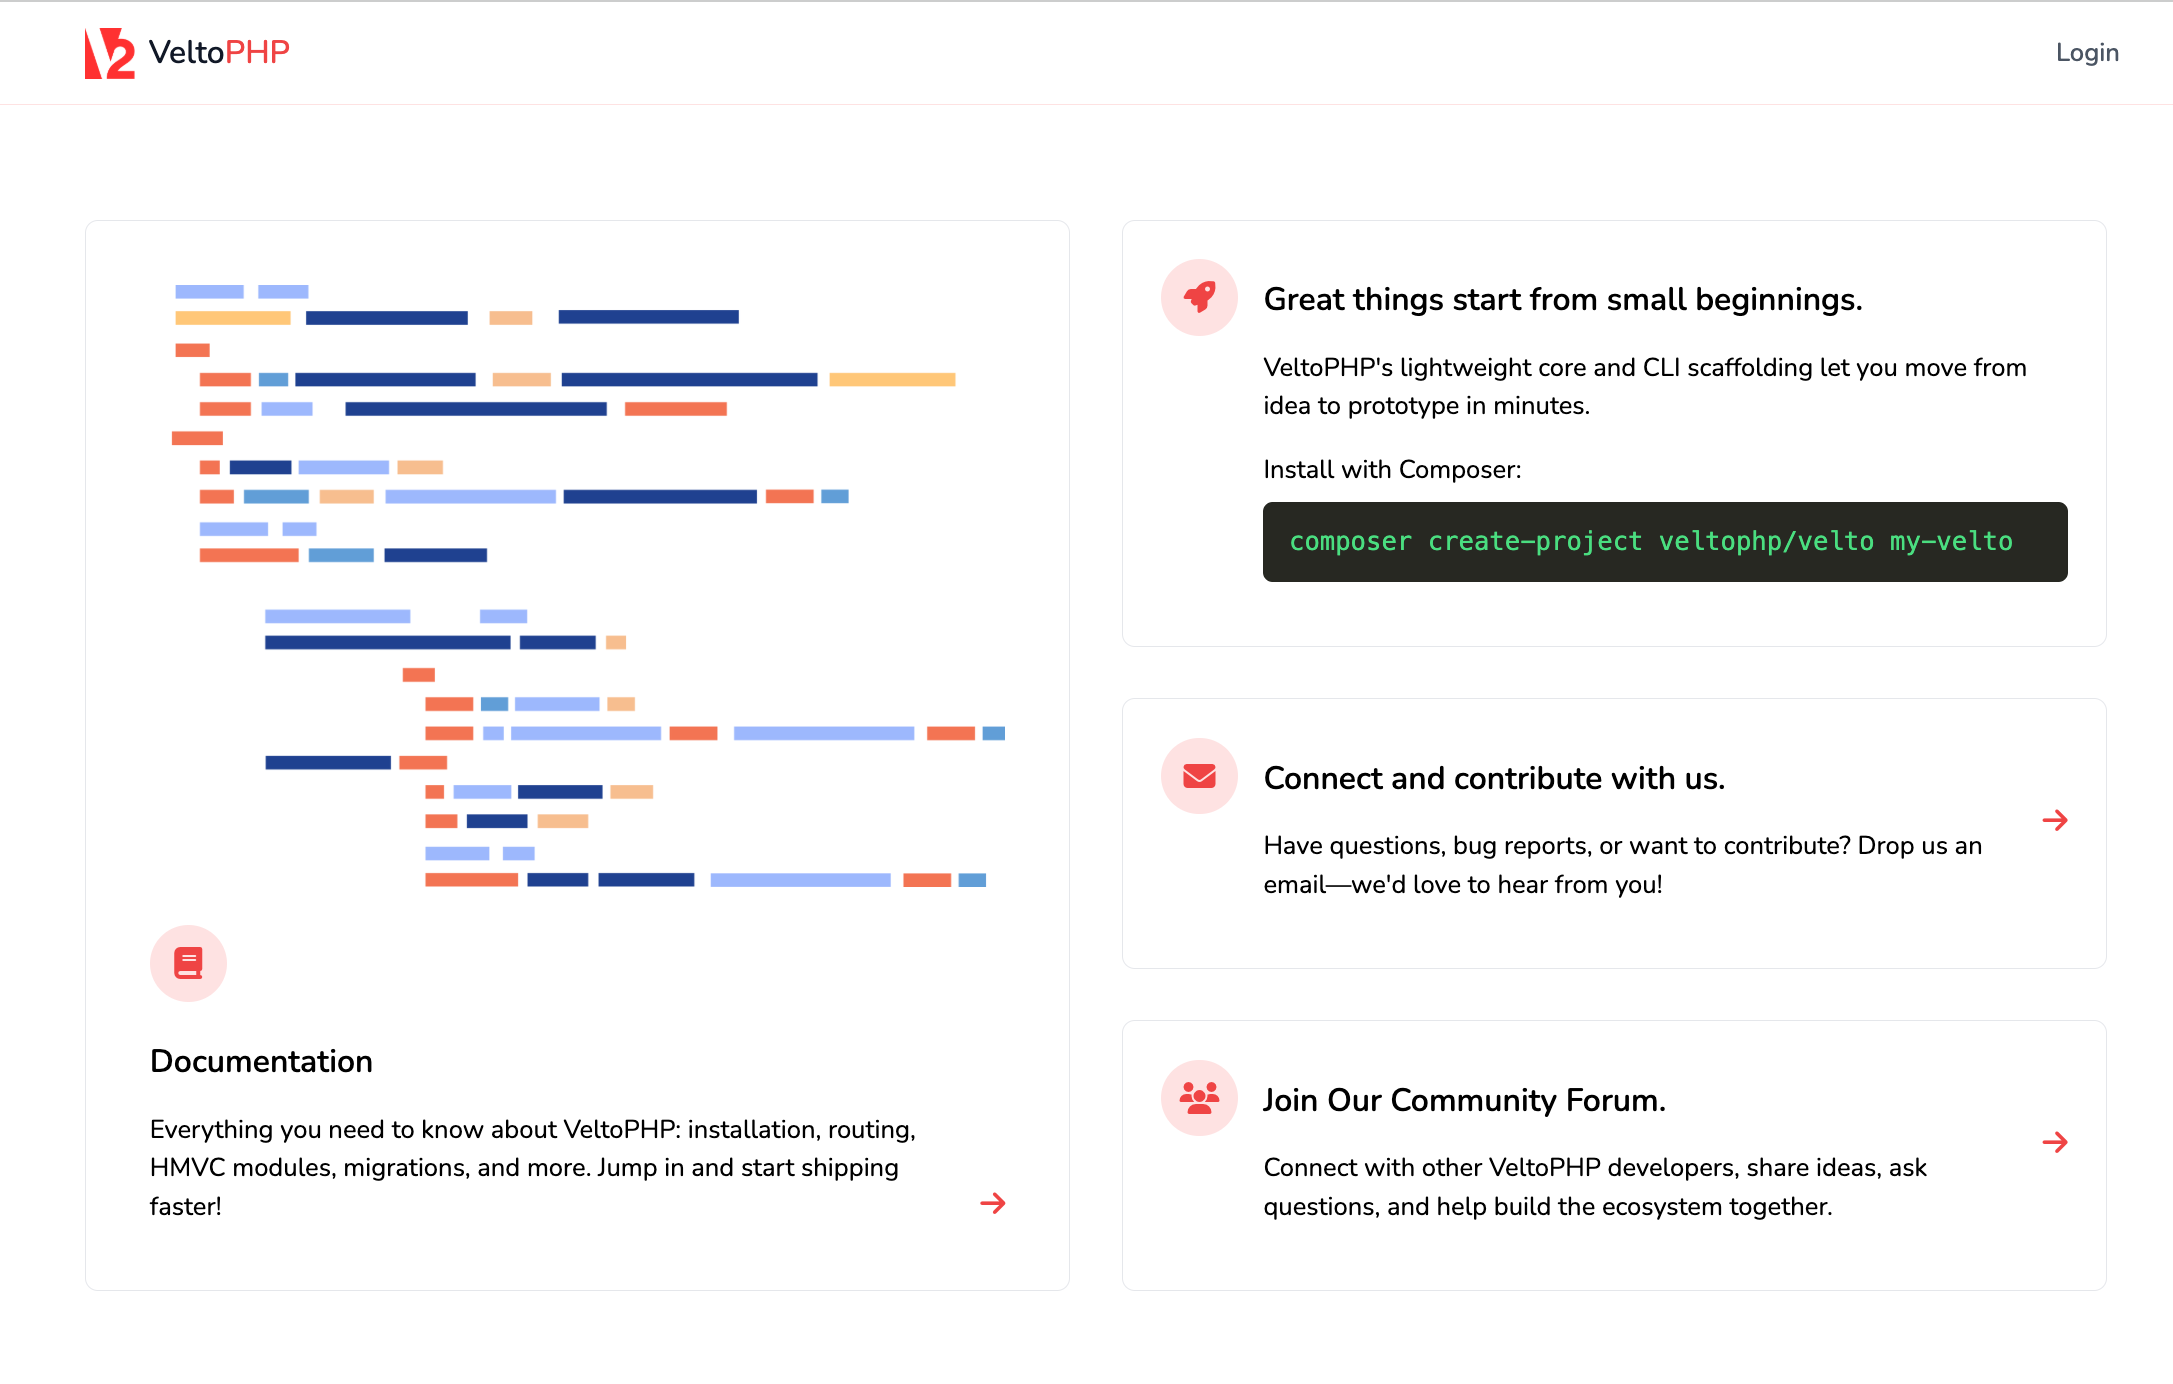 VeltoPHP
Login
Documentation
Everything you need to know about VeltoPHP: installation, routing,
HMVC modules, migrations, and more. Jump in and start shipping
faster!
Great things start from small beginnings.
VeltoPHP's lightweight core and CLI scaffolding let you move from
idea to prototype in minutes.
Install with Composer:
composer create-project veltophp/velto my-velto
Connect and contribute with us.
Have questions, bug reports, or want to contribute? Drop us an
email—we'd love to hear from you!
Join Our Community Forum.
Connect with other VeltoPHP developers, share ideas, ask
questions, and help build the ecosystem together.